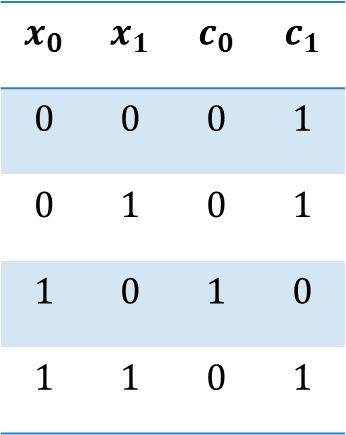 x₀ x₁ c₀ c₁
0 0 0 1
0 1 0 1
1 0 1 0
1 1 0 1